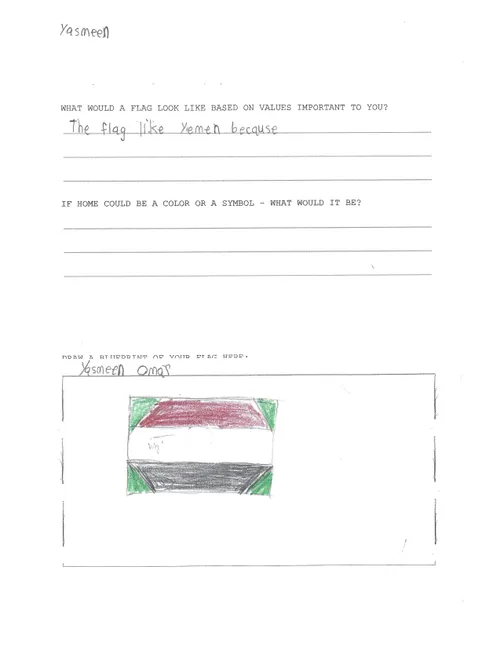 Yasmeen
WHAT WOULD A FLAG LOOK LIKE BASED ON VALUES IMPORTANT TO YOU?
The flag like Yemen because
IF HOME COULD BE A COLOR OR A SYMBOL - WHAT WOULD IT BE?
DRAW A BLUEPRINT OF YOUR FLAG HERE:
Yasmeen Omar